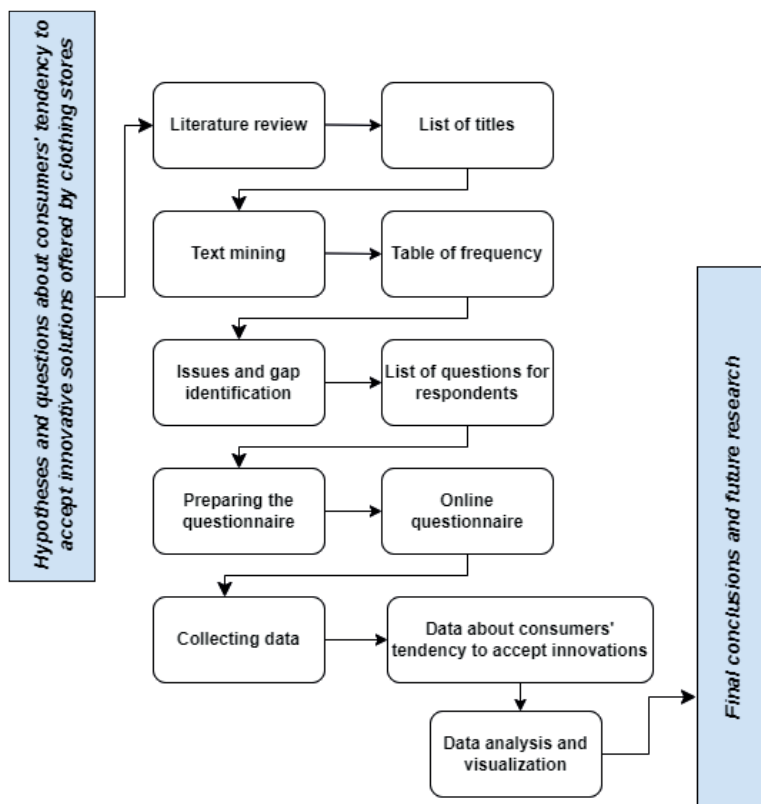 Hypotheses and questions about consumers' tendency to
accept innovative solutions offered by clothing stores
Literature review
List of titles
Text mining
Table of frequency
Issues and gap
identification
List of questions for
respondents
Preparing the
questionnaire
Online
questionnaire
Collecting data
Data about consumers'
tendency to accept innovations
Data analysis and
visualization
Final conclusions and future research